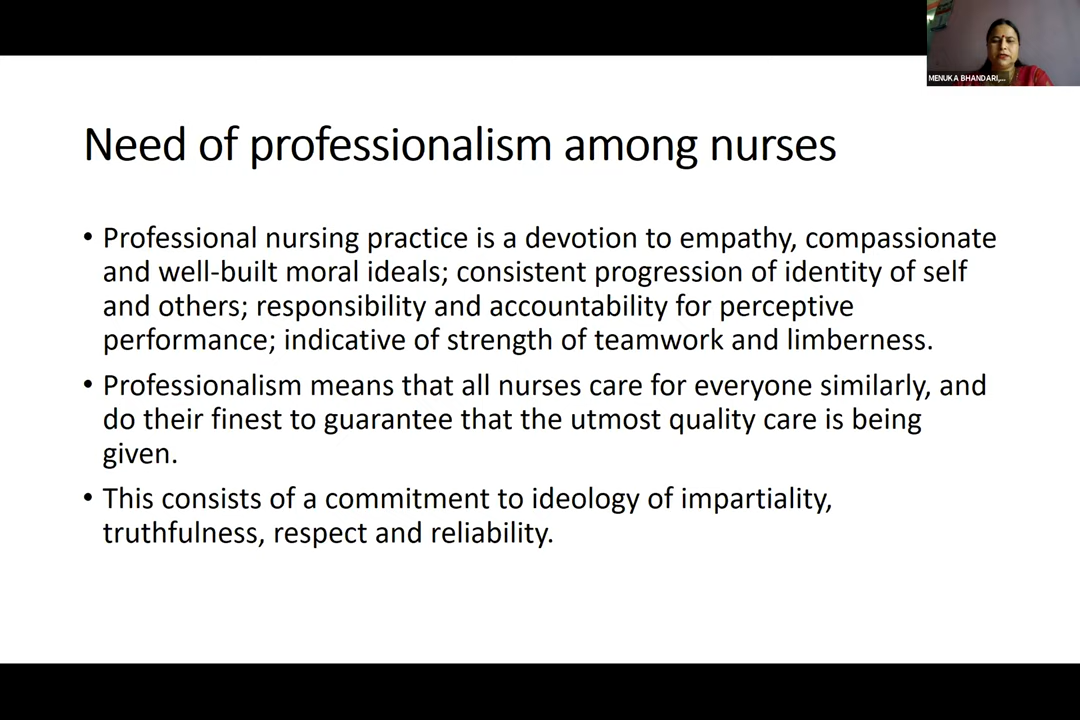 MENUKA BHANDARI,...
Need of professionalism among nurses
• Professional nursing practice is a devotion to empathy, compassionate
and well-built moral ideals; consistent progression of identity of self
and others; responsibility and accountability for perceptive
performance; indicative of strength of teamwork and limberness.
• Professionalism means that all nurses care for everyone similarly, and
do their finest to guarantee that the utmost quality care is being
given.
• This consists of a commitment to ideology of impartiality,
truthfulness, respect and reliability.